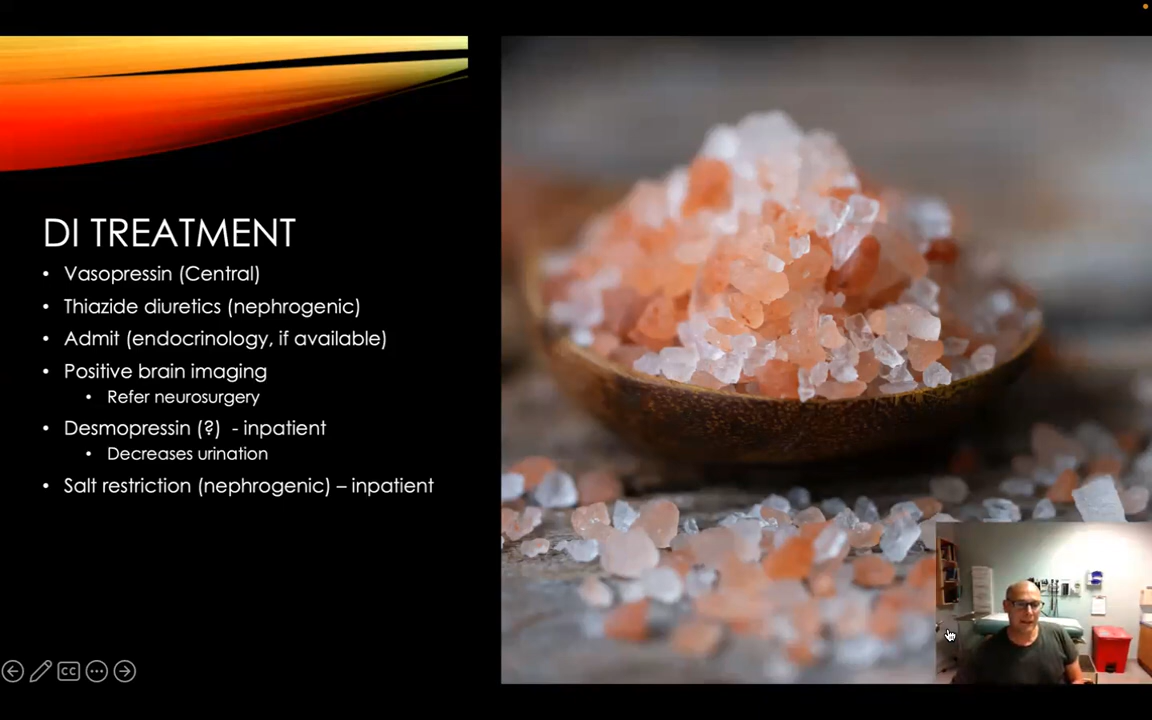 DI TREATMENT
• Vasopressin (Central)
• Thiazide diuretics (nephrogenic)
• Admit (endocrinology, if available)
• Positive brain imaging
• Refer neurosurgery
• Desmopressin (?)  - inpatient
• Decreases urination
• Salt restriction (nephrogenic) – inpatient
CC